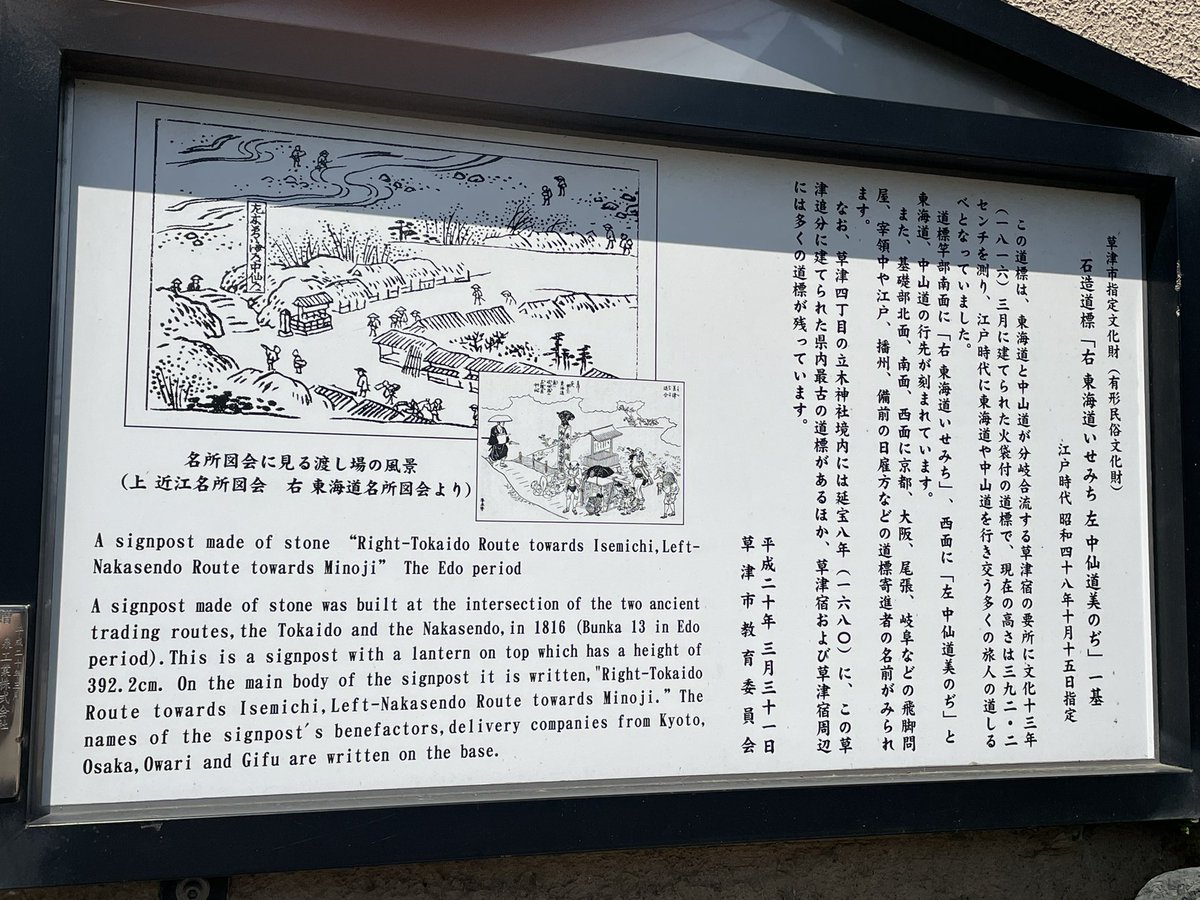 草津市指定文化財(有形民俗文化財)
石造道標「右 東海道いせみち 左 中仙道美のぢ」 一基
江戸時代 昭和四十八年十月十五日指定
この道標は、東海道と中山道が分岐合流する草津宿の要所に文化十三年
(一八一六)三月に建てられた火袋付の道標で、現在の高さは三九二・二
センチを測り、江戸時代に東海道や中山道を行き交う多くの旅人の道しる
べとなっていました。
道標竿部南面に「右 東海道いせみち」、西面に「左 中仙道美のぢ」と
東海道、中山道の行先が刻まれています。
また、基礎部北面、南面、西面に京都、大阪、尾張、岐阜などの飛脚問
屋、宰領中や江戸、播州、備前の日雇方などの道標寄進者の名前がみられ
ます。
なお、草津四丁目の立木神社境内には延宝八年(一六八〇)に、この草
津追分に建てられた県内最古の道標があるほか、草津宿および草津宿周辺
には多くの道標が残っています。
平成二十年三月三十一日
草津市教育委員会
名所図会に見る渡し場の風景
(上 近江名所図会 右 東海道名所図会より)
A signpost made of stone “Right-Tokaido Route towards Isemichi,Left-
Nakasendo Route towards Minoji” The Edo period
A signpost made of stone was built at the intersection of the two ancient
trading routes,the Tokaido and the Nakasendo,in 1816 (Bunka 13 in Edo
period).This is a signpost with a lantern on top which has a height of
392.2cm. On the main body of the signpost it is written,"Right-Tokaido
Route towards Isemichi,Left-Nakasendo Route towards Minoji.” The
names of the signpost's benefactors,delivery companies from Kyoto,
Osaka,Owari and Gifu are written on the base.